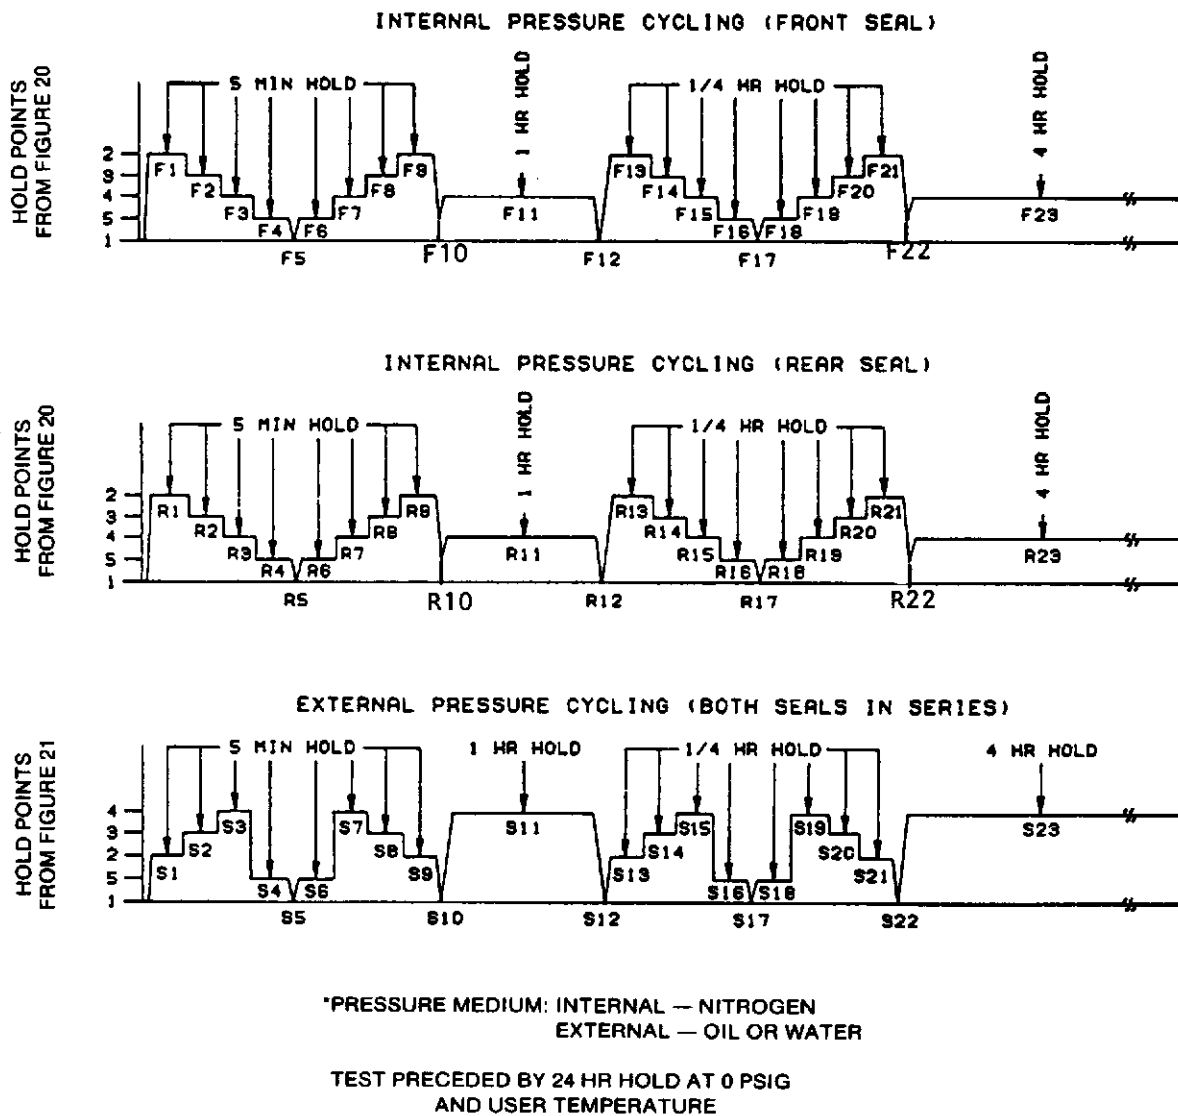 INTERNAL PRESSURE CYCLING (FRONT SEAL)
HOLD POINTS
FROM FIGURE 20
5 MIN HOLD
1 HR HOLD
1/4 HR HOLD
4 HR HOLD
2
3
4
5
1
F1
F2
F3
F4
F5
F6
F7
F8
F9
F10
F11
F12
F13
F14
F15
F16
F17
F18
F19
F20
F21
F22
F23
INTERNAL PRESSURE CYCLING (REAR SEAL)
HOLD POINTS
FROM FIGURE 20
5 MIN HOLD
1 HR HOLD
1/4 HR HOLD
4 HR HOLD
2
3
4
5
1
R1
R2
R3
R4
R5
R6
R7
R8
R9
R10
R11
R12
R13
R14
R15
R16
R17
R18
R19
R20
R21
R22
R23
EXTERNAL PRESSURE CYCLING (BOTH SEALS IN SERIES)
HOLD POINTS
FROM FIGURE 21
5 MIN HOLD
1 HR HOLD
1/4 HR HOLD
4 HR HOLD
4
3
2
5
1
S1
S2
S3
S4
S5
S6
S7
S8
S9
S10
S11
S12
S13
S14
S15
S16
S17
S18
S19
S20
S21
S22
S23
*PRESSURE MEDIUM: INTERNAL — NITROGEN
EXTERNAL — OIL OR WATER
TEST PRECEDED BY 24 HR HOLD AT 0 PSIG
AND USER TEMPERATURE